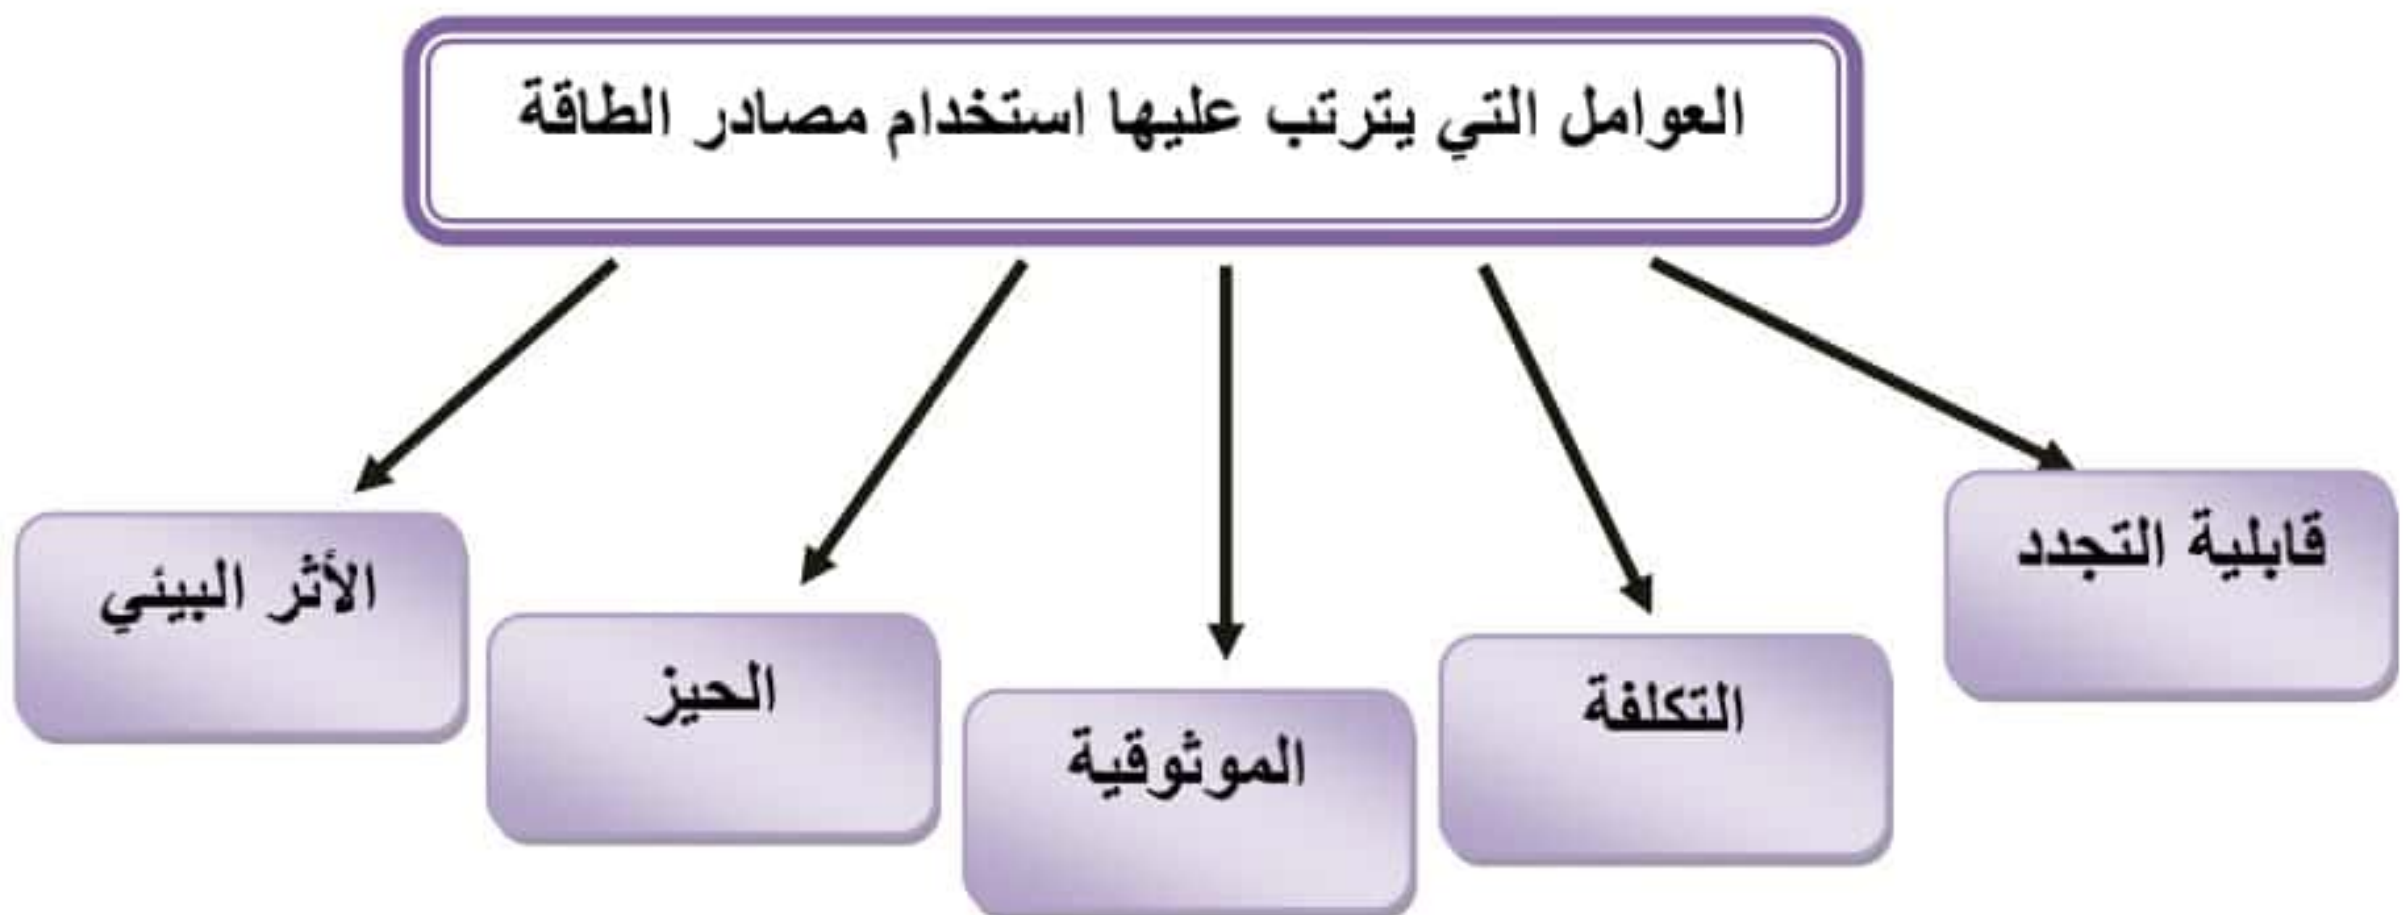 العوامل التي يترتب عليها استخدام مصادر الطاقة
قابلية التجدد
التكلفة
الموثوقية
الحيز
الأثر البيئي